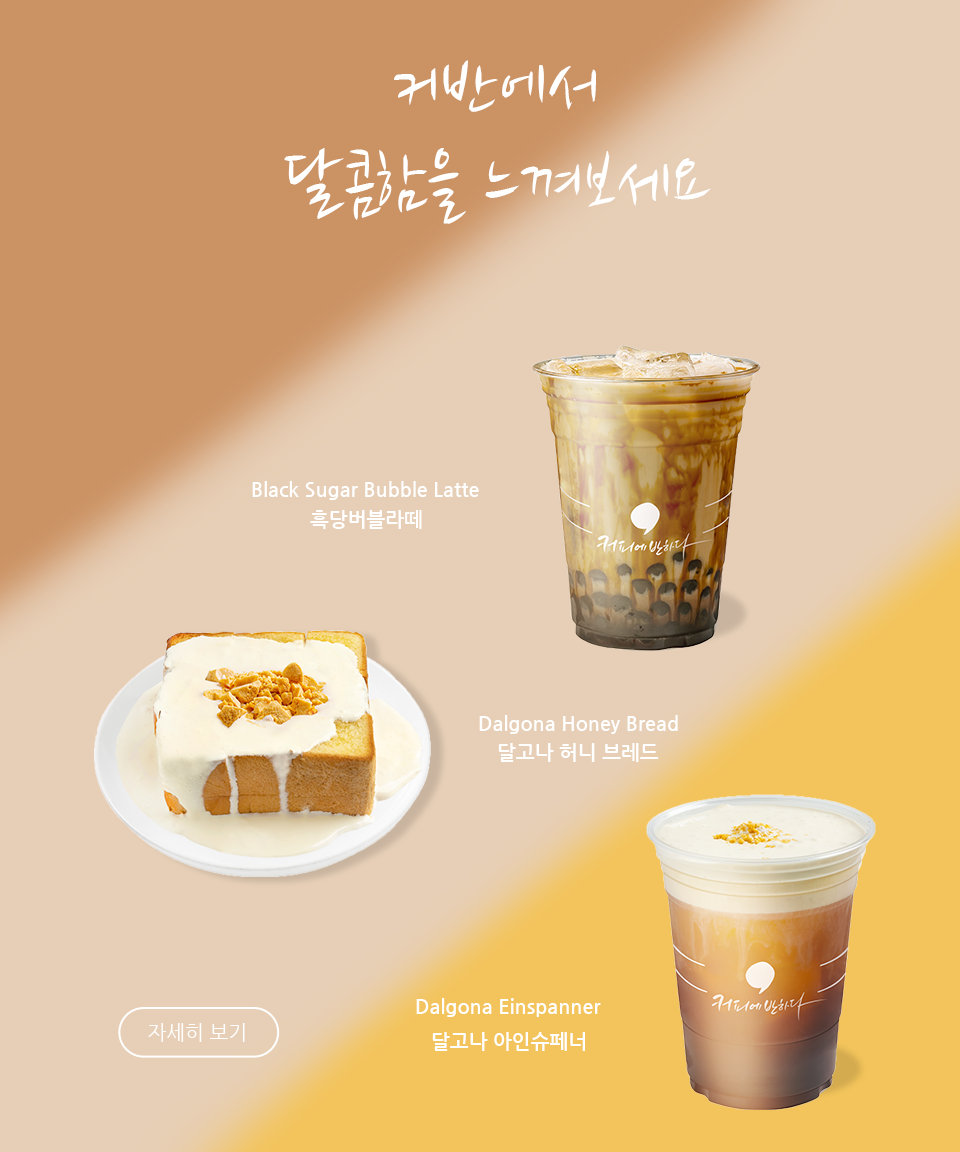 커반에서
달콤함을 느껴보세요
Black Sugar Bubble Latte
흑당버블라떼
커피에반하다
Dalgona Honey Bread
달고나 허니 브레드
Dalgona Einspanner
달고나 아인슈페너
커피에반하다
자세히 보기